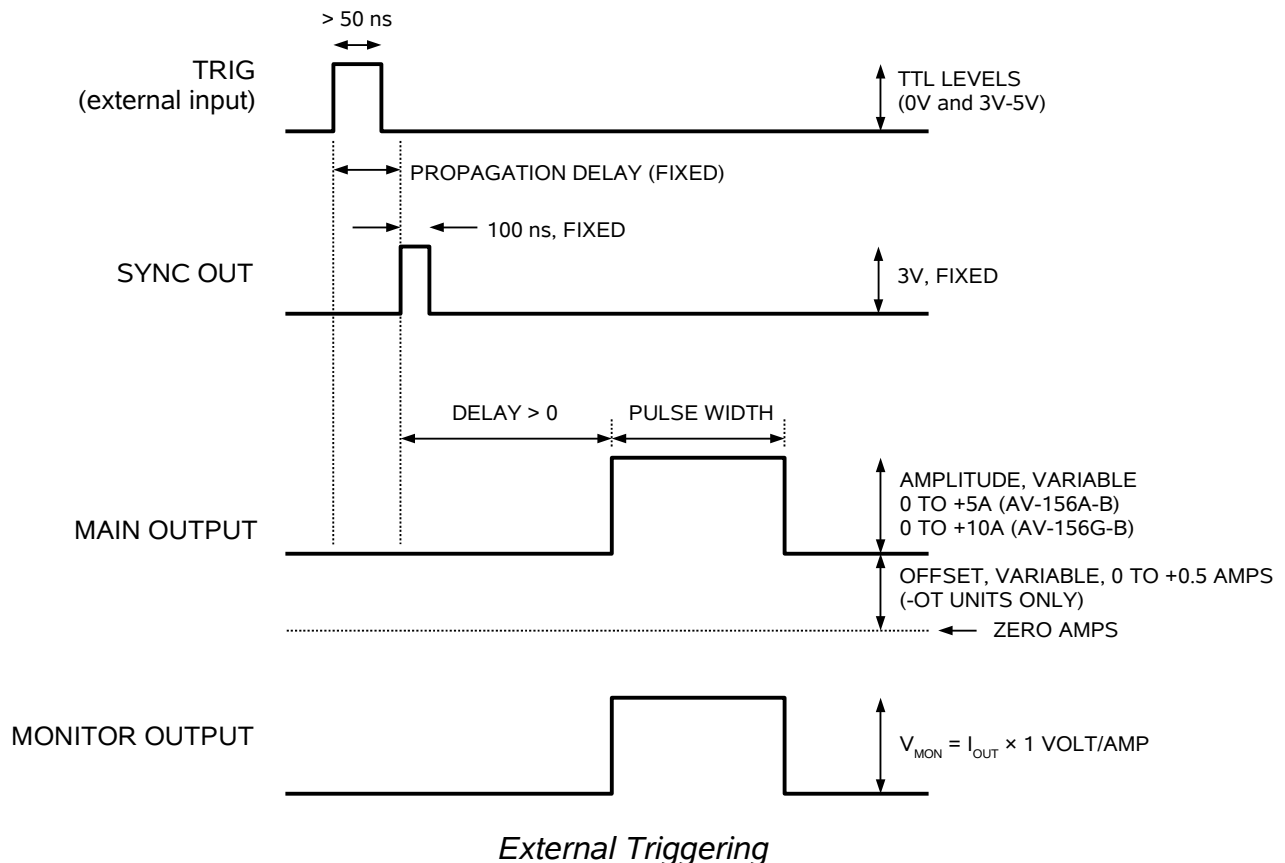 > 50 ns
TRIG
(external input)
TTL LEVELS
(0V and 3V-5V)
PROPAGATION DELAY (FIXED)
100 ns, FIXED
SYNC OUT
3V, FIXED
DELAY > 0
PULSE WIDTH
MAIN OUTPUT
AMPLITUDE, VARIABLE
0 TO +5A (AV-156A-B)
0 TO +10A (AV-156G-B)
OFFSET, VARIABLE, 0 TO +0.5 AMPS
(-OT UNITS ONLY)
ZERO AMPS
MONITOR OUTPUT
V_MON = I_OUT × 1 VOLT/AMP
External Triggering